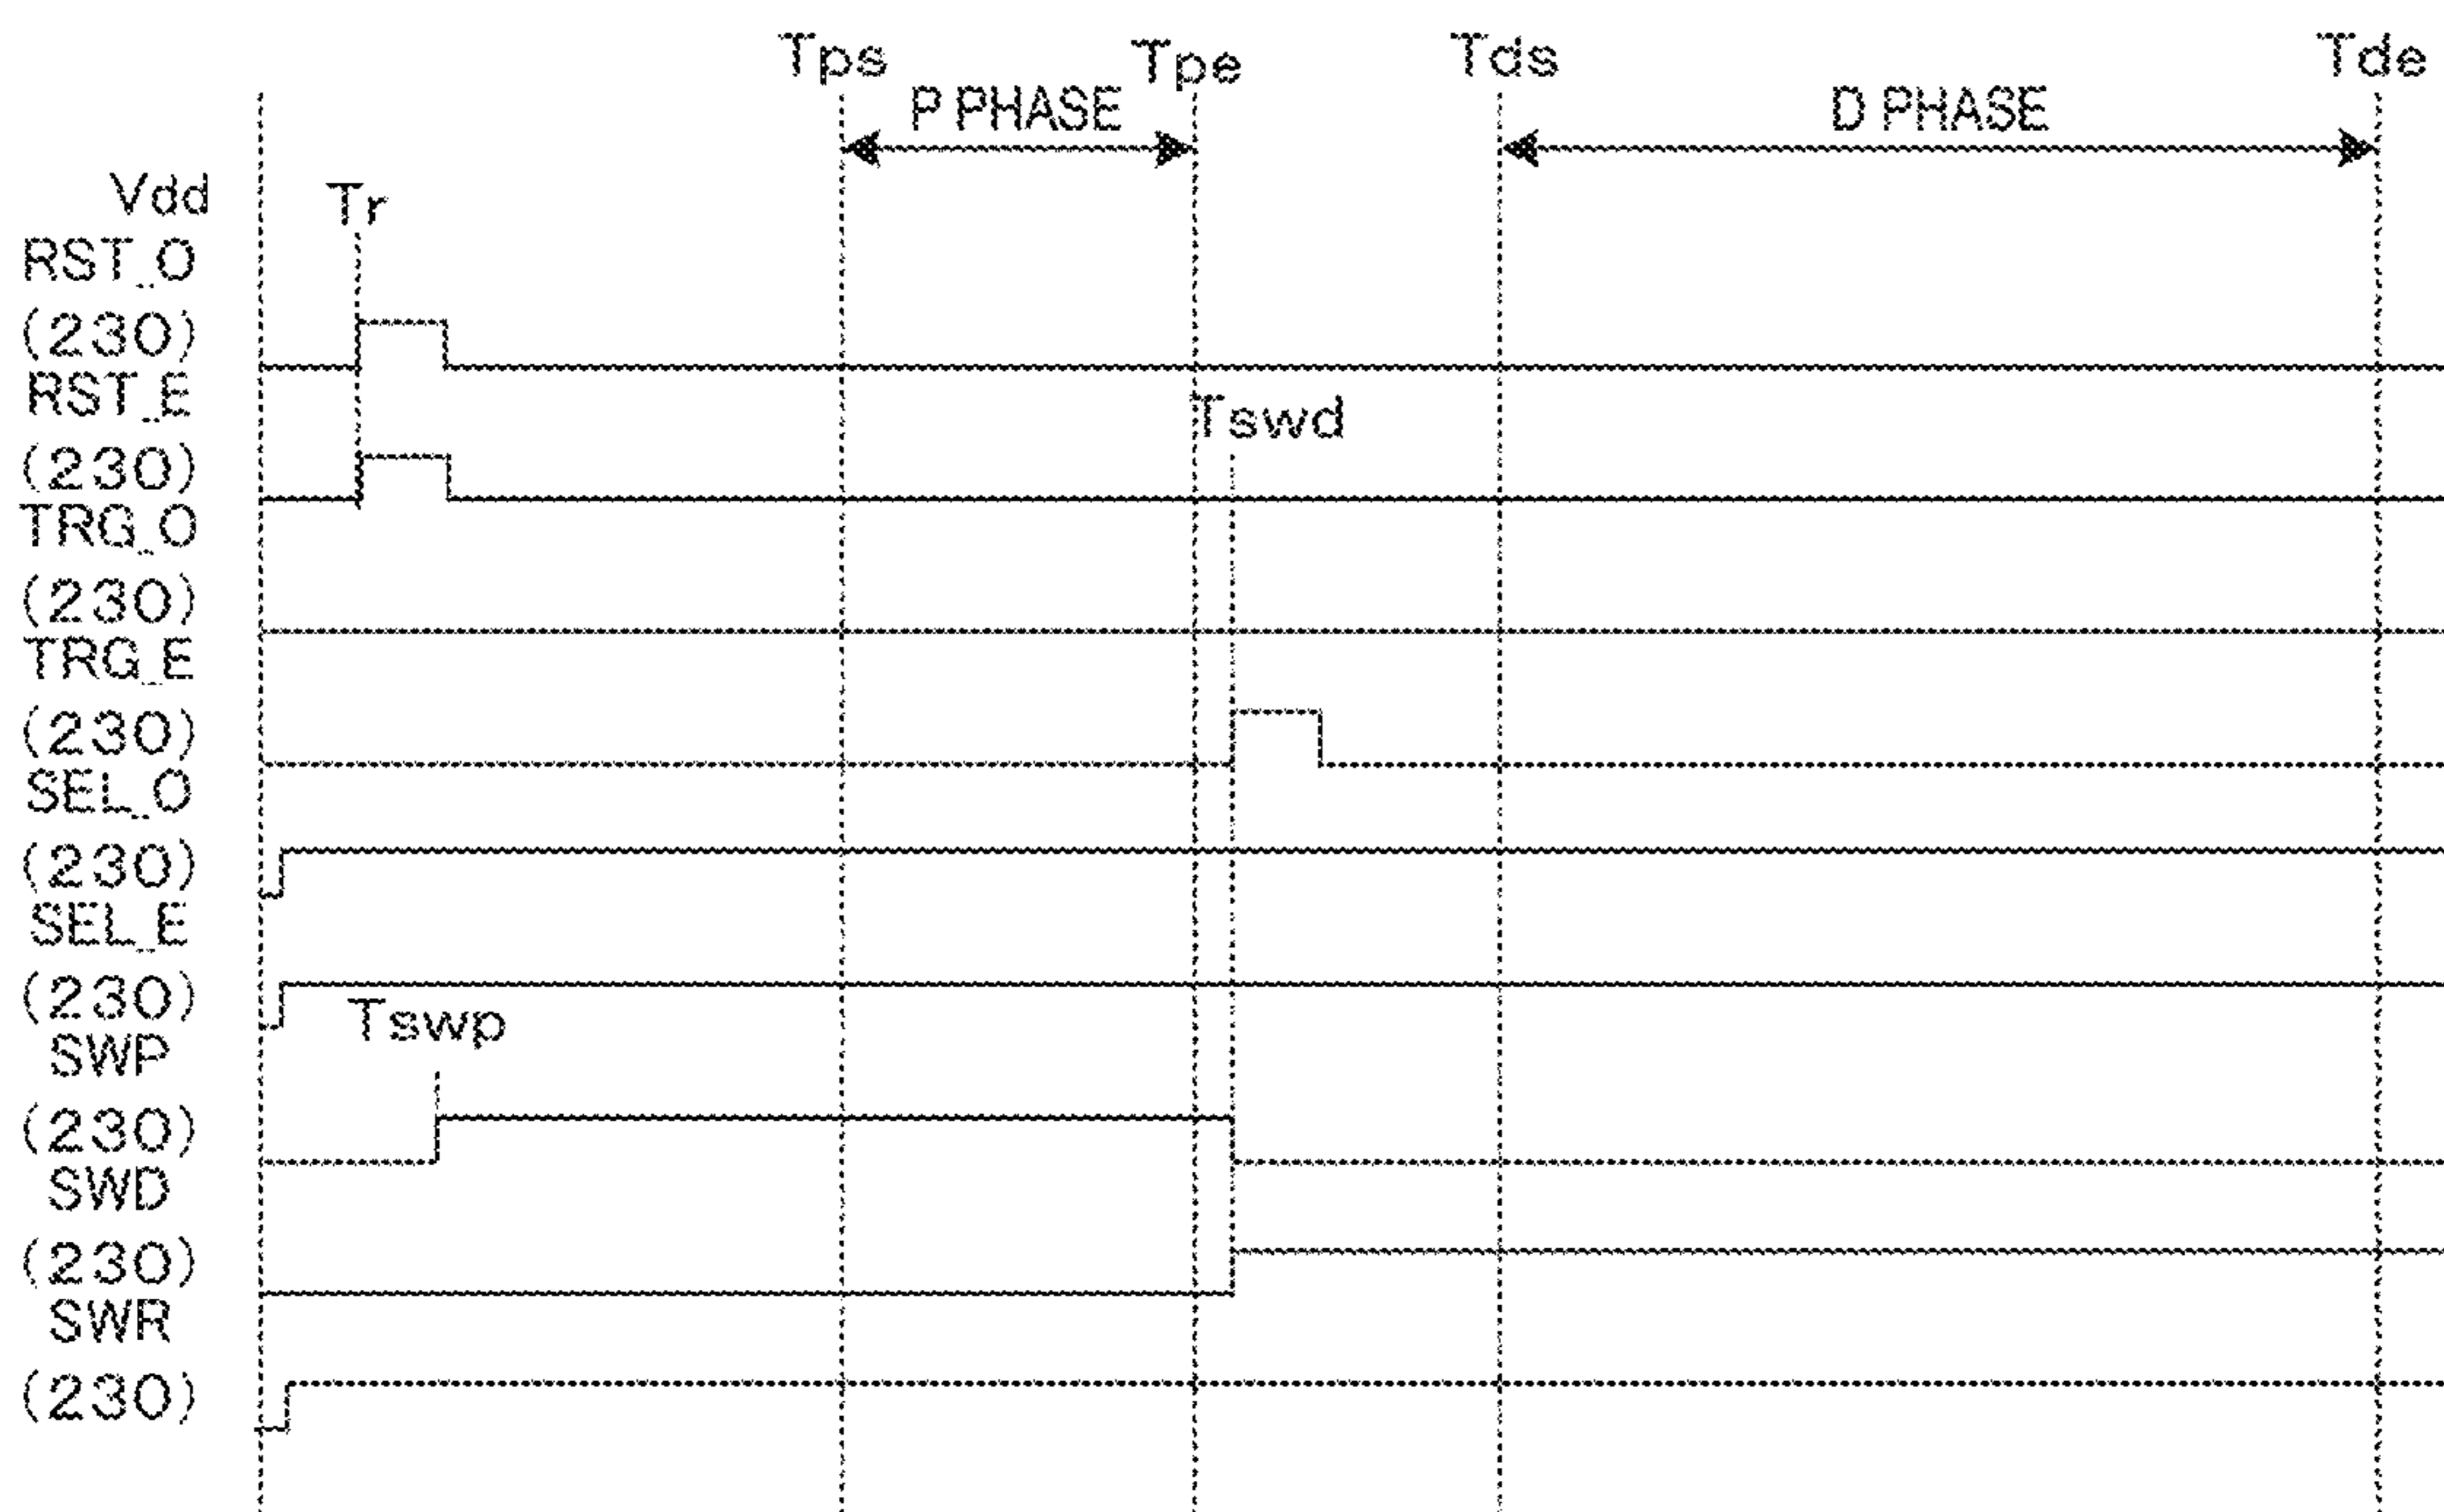 Tps
Tpe
Tds
Tde
P PHASE
D PHASE
Vdd
Tr
RST_O
(230)
RST_E
Tswd
(230)
TRG_O
(230)
TRG_E
(230)
SEL_O
(230)
SEL_E
(230)
Tswp
SWP
(230)
SWD
(230)
SWR
(230)